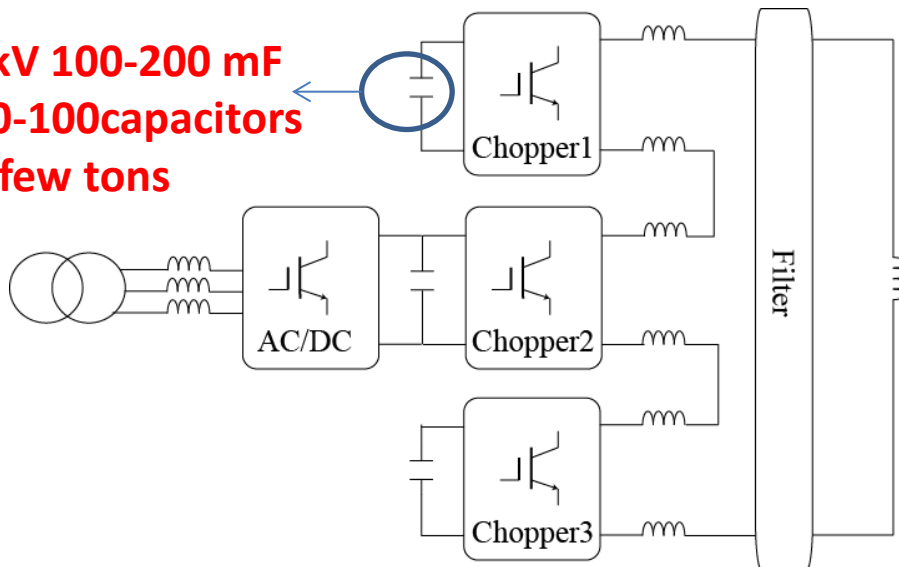 kV 100-200 mF
0-100capacitors
few tons
Chopper1
AC/DC
Chopper2
Filter
Chopper3